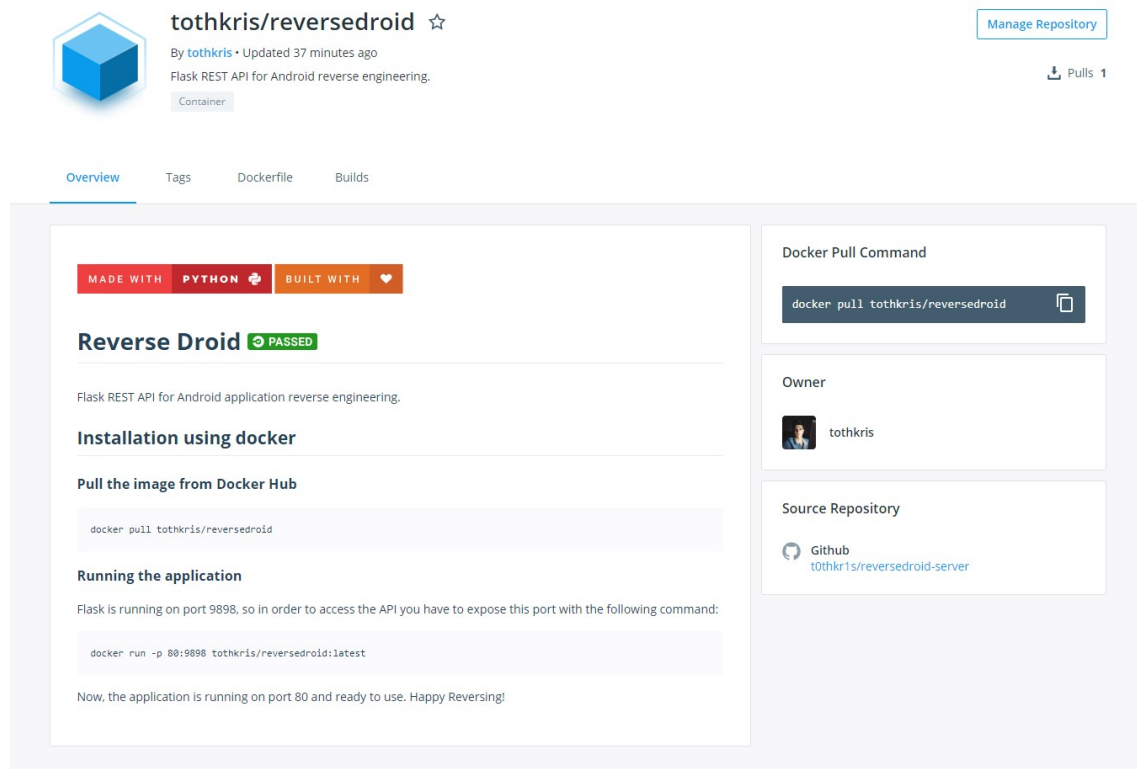 tothkris/reversedroid
Manage Repository
By tothkris • Updated 37 minutes ago
Flask REST API for Android reverse engineering.
Pulls 1
Container
Overview Tags Dockerfile Builds
MADE WITH PYTHON BUILT WITH
Reverse Droid PASSED
Flask REST API for Android application reverse engineering.
Installation using docker
Pull the image from Docker Hub
docker pull tothkris/reversedroid
Running the application
Flask is running on port 9898, so in order to access the API you have to expose this port with the following command:
docker run -p 80:9898 tothkris/reversedroid:latest
Now, the application is running on port 80 and ready to use. Happy Reversing!
Docker Pull Command
docker pull tothkris/reversedroid
Owner
tothkris
Source Repository
Github
t0thkr1s/reversedroid-server